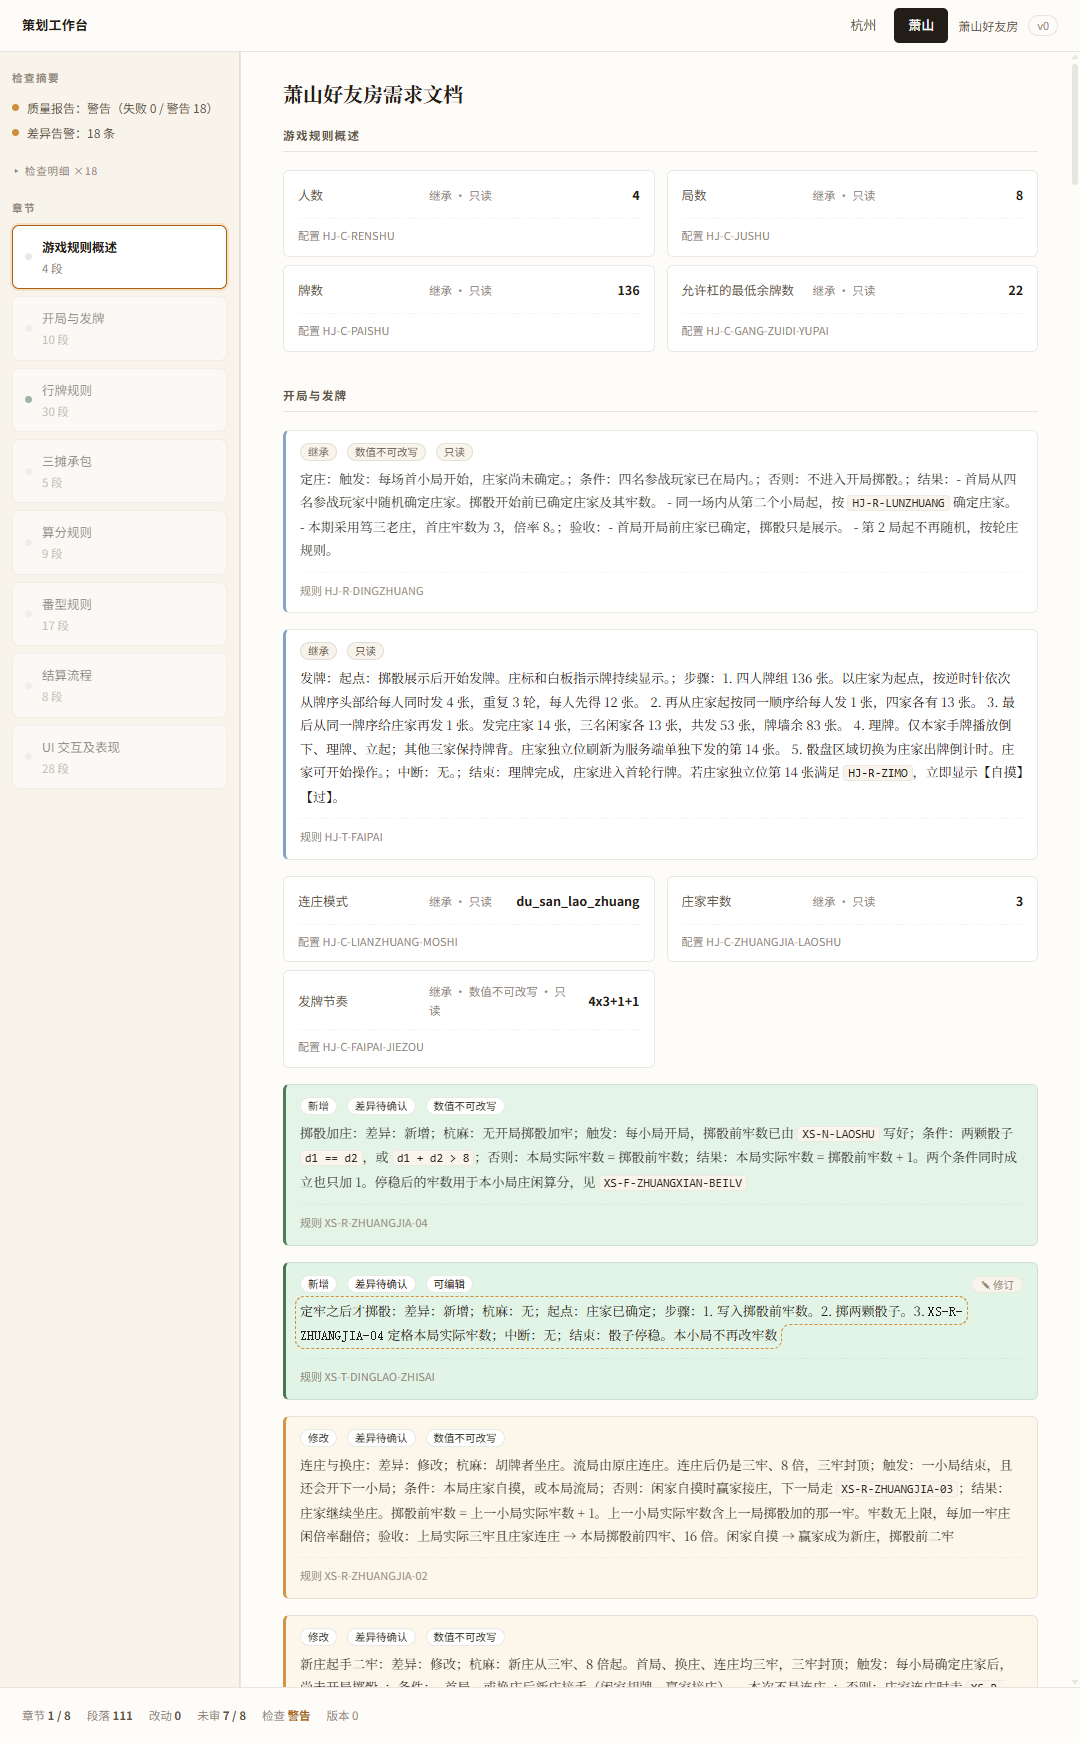 策划工作台
杭州
萧山
萧山好友房
v0
检查摘要
质量报告：警告（失败 0 / 警告 18）
差异告警：18 条
检查明细 ×18
章节
游戏规则概述
4 段
开局与发牌
10 段
行牌规则
30 段
三摊承包
5 段
算分规则
9 段
番型规则
17 段
结算流程
8 段
UI 交互及表现
28 段
萧山好友房需求文档
游戏规则概述
人数 继承 · 只读 4
配置 HJ-C-RENSHU
局数 继承 · 只读 8
配置 HJ-C-JUSHU
牌数 继承 · 只读 136
配置 HJ-C-PAISHU
允许杠的最低余牌数 继承 · 只读 22
配置 HJ-C-GANG-ZUIDI-YUPAI
开局与发牌
继承 数值不可改写 只读
定庄：触发：每场首小局开始，庄家尚未确定。；条件：四名参战玩家已在局内。；否则：不进入开局掷骰。；结果：- 首局从四
名参战玩家中随机确定庄家。掷骰开始前已确定庄家及其牢数。 - 同一场内从第二个小局起，按 HJ-R-LUNZHUANG 确定庄家。
- 本期采用笃三老庄，首庄牢数为 3，倍率 8。；验收：- 首局开局前庄家已确定，掷骰只是展示。 - 第 2 局起不再随机，按轮庄
规则。
规则 HJ-R-DINGZHUANG
继承 只读
发牌：起点：掷骰展示后开始发牌。庄标和白板指示牌持续显示。；步骤：1. 四人牌组 136 张。以庄家为起点，按逆时针依次
从牌序头部给每人同时发 4 张，重复 3 轮，每人先得 12 张。 2. 再从庄家起按同一顺序给每人发 1 张，四家各有 13 张。 3. 最
后从同一牌序给庄家再发 1 张。发完庄家 14 张，三名闲家各 13 张，共发 53 张，牌墙余 83 张。 4. 理牌。仅本家手牌播放倒
下、理牌、立起；其他三家保持牌背。庄家独立位刷新为服务端单独下发的第 14 张。 5. 骰盘区域切换为庄家出牌倒计时。庄
家可开始操作。；中断：无。；结束：理牌完成，庄家进入首轮行牌。若庄家独立位第 14 张满足 HJ-R-ZIMO ，立即显示【自摸】
【过】。
规则 HJ-T-FAIPAI
连庄模式 继承 · 只读 du_san_lao_zhuang
配置 HJ-C-LIANZHUANG-MOSHI
庄家牢数 继承 · 只读 3
配置 HJ-C-ZHUANGJIA-LAOSHU
发牌节奏 继承 · 数值不可改写 · 只
读 4x3+1+1
配置 HJ-C-FAIPAI-JIEZOU
新增 差异待确认 数值不可改写
掷骰加庄：差异：新增；杭麻：无开局掷骰加牢；触发：每小局开局，掷骰前牢数已由 XS-N-LAOSHU 写好；条件：两颗骰子
d1 == d2 ，或 d1 + d2 > 8 ；否则：本局实际牢数 = 掷骰前牢数；结果：本局实际牢数 = 掷骰前牢数 + 1。两个条件同时成
立也只加 1。停稳后的牢数用于本小局庄闲算分，见 XS-F-ZHUANGXIAN-BEILV
规则 XS-R-ZHUANGJIA-04
新增 差异待确认 可编辑 修订
定牢之后才掷骰：差异：新增；杭麻：无；起点：庄家已确定；步骤：1. 写入掷骰前牢数。2. 掷两颗骰子。3. XS-R-
ZHUANGJIA-04 定格本局实际牢数；中断：无；结束：骰子停稳。本小局不再改牢数
规则 XS-T-DINGLAO-ZHISAI
修改 差异待确认 数值不可改写
连庄与换庄：差异：修改；杭麻：胡牌者坐庄。流局由原庄连庄。连庄后仍是三牢、8 倍，三牢封顶；触发：一小局结束，且
还会开下一小局；条件：本局庄家自摸，或本局流局；否则：闲家自摸时赢家接庄，下一局走 XS-R-ZHUANGJIA-03 ；结果：
庄家继续坐庄。掷骰前牢数 = 上一小局实际牢数 + 1。上一小局实际牢数含上一局掷骰加的那一牢。牢数无上限，每加一牢庄
闲倍率翻倍；验收：上局实际三牢且庄家连庄 → 本局掷骰前四牢、16 倍。闲家自摸 → 赢家成为新庄，掷骰前二牢
规则 XS-R-ZHUANGJIA-02
修改 差异待确认 数值不可改写
新庄起手二牢：差异：修改；杭麻：新庄从三牢、8 倍起。首局、换庄、连庄均三牢，三牢封顶；触发：每小局确定庄家后，
章节 1 / 8
段落 111
改动 0
未审 7 / 8
检查 警告
版本 0